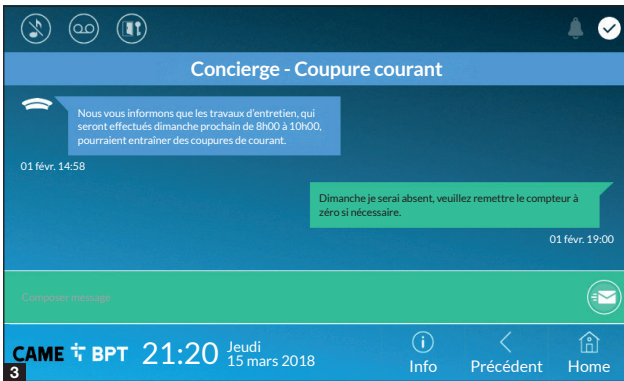 Concierge - Coupure courant
Nous vous informons que les travaux d'entretien, qui
seront effectués dimanche prochain de 8h00 à 10h00,
pourraient entraîner des coupures de courant.
01 févr. 14:58
Dimanche je serai absent, veuillez remettre le compteur à
zéro si nécessaire.
01 févr. 19:00
Composer message
CAME BPT 21:20 Jeudi
15 mars 2018
Info
Précédent
Home
3